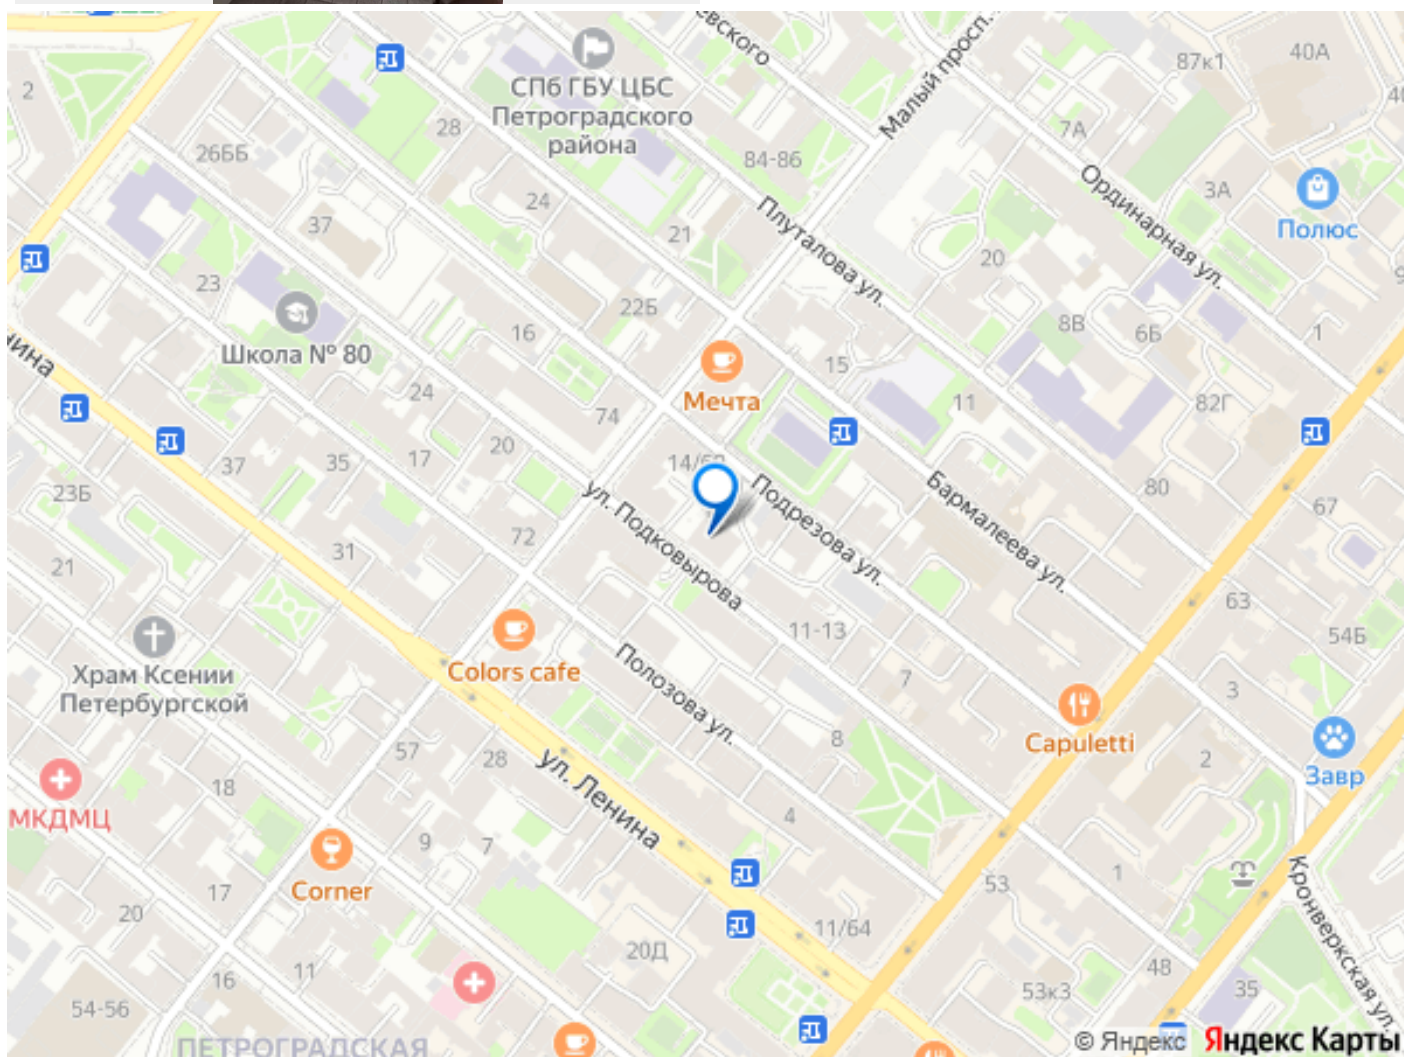 евского
Малый просп.
87к1
40А
2
СПб ГБУ ЦБС
Петроградского
района
28
7А
84-86
26ББ
3А
Ординарная ул.
24
Полюс
37
21
Плуталова ул.
20
23
22Б
8В
6Б
1
16
Школа № 80
15
Мечта
24
11
82Г
74
20
17
35
37
14/
80
23Б
67
ул. Подковырова
Подрезова ул.
Бармалеева ул.
72
31
21
63
11-13
54Б
Храм Ксении
Петербургской
Colors cafe
Полозова ул.
7
3
Capuletti
8
57
28
2
Завр
ул. Ленина
18
МКДМЦ
4
9
7
Corner
17
53
1
Кронверкская ул.
20
11/64
20Д
11
16
48
53к3
35
54-56
ПЕТРОГРАДСКАЯ
© Яндекс Яндекс Карты